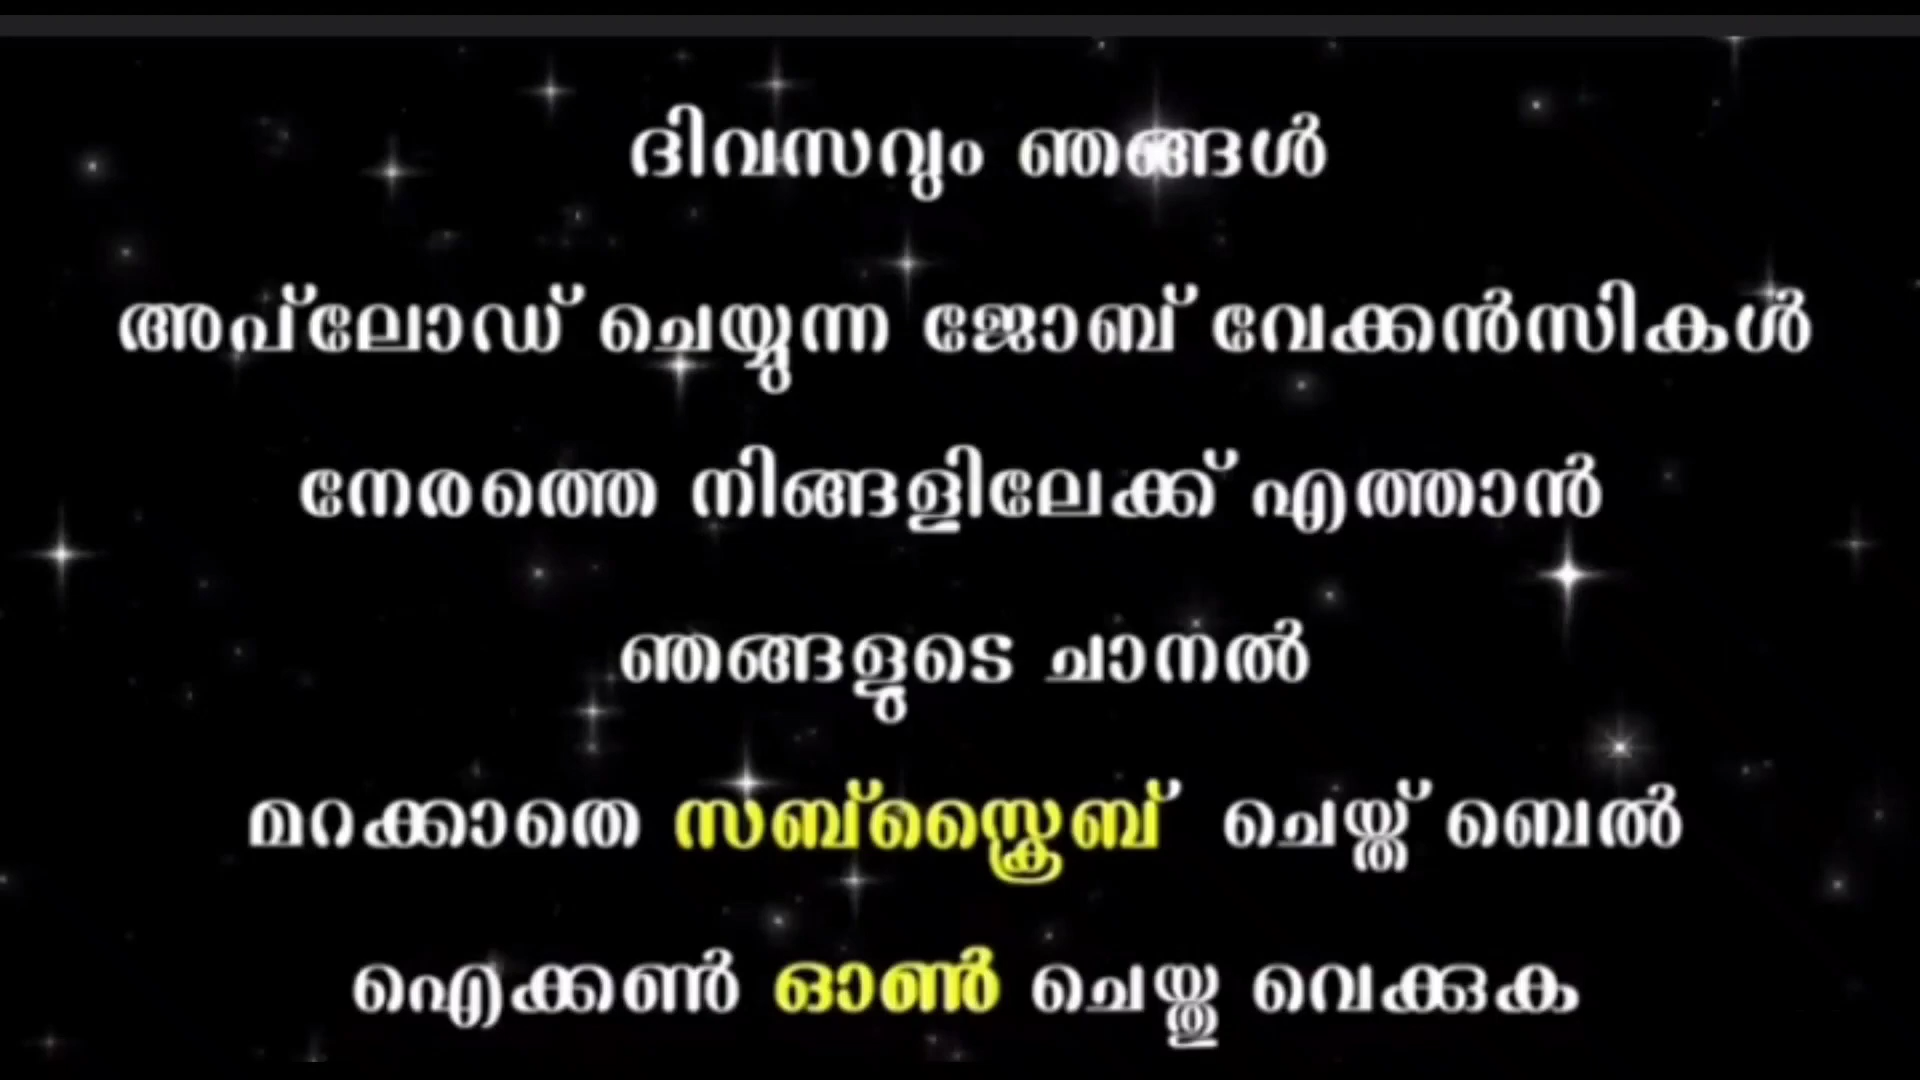 ദിവസവും ഞങ്ങൾ
അപ്‌ലോഡ് ചെയ്യുന്ന ജോബ് വേക്കൻസികൾ
നേരത്തെ നിങ്ങളിലേക്ക് എത്താൻ
ഞങ്ങളുടെ ചാനൽ
മറക്കാതെ സബ്‌സ്ക്രൈബ് ചെയ്ത് ബെൽ
ഐക്കൺ ഓൺ ചെയ്തു വെക്കുക